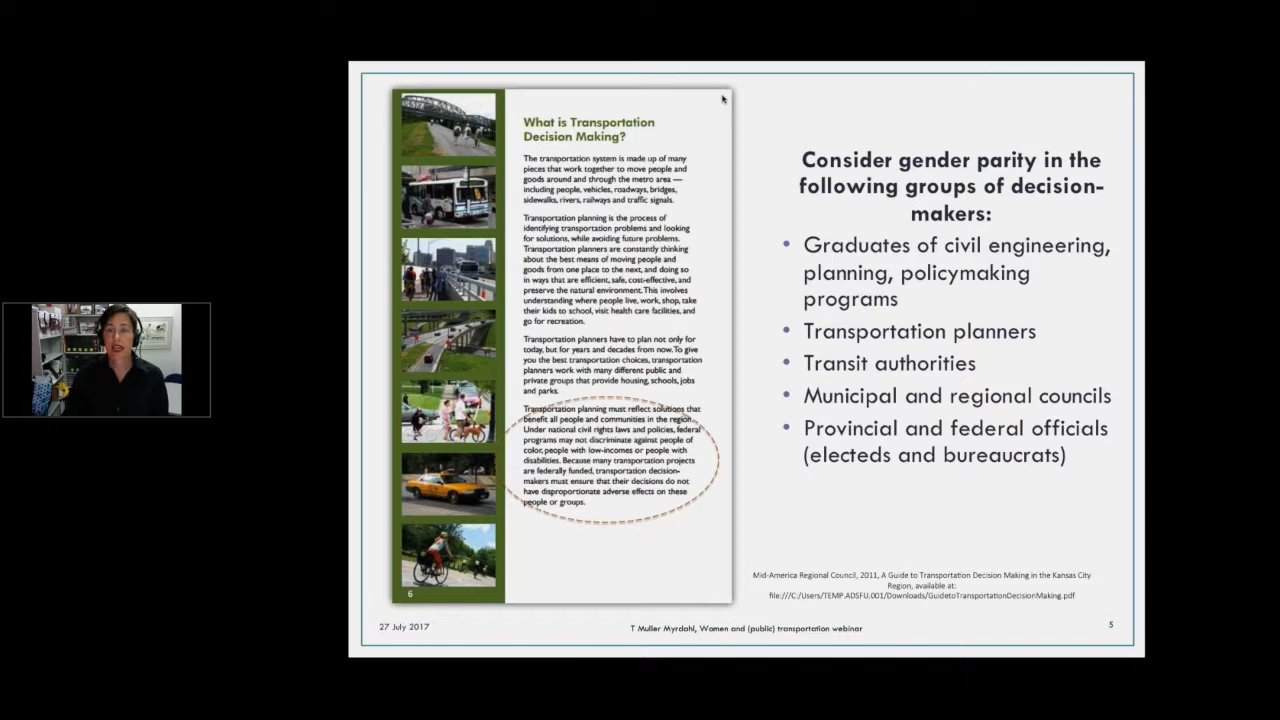 What is Transportation
Decision Making?
The transportation system is made up of many
pieces that work together to move people and
goods around and through the metro area —
including people, vehicles, roadways, bridges,
sidewalks, rivers, railways and traffic signals.
Transportation planning is the process of
identifying transportation problems and looking
for solutions, while avoiding future problems.
Transportation planners are constantly thinking
about the best means of moving people and
goods from one place to the next, and doing so
in ways that are efficient, safe, cost-effective, and
preserve the natural environment. This involves
understanding where people live, work, shop, take
their kids to school, visit health care facilities, and
go for recreation.
Transportation planners have to plan not only for
today, but for years and decades from now. To give
you the best transportation choices, transportation
planners work with many different public and
private groups that provide housing, schools, jobs
and parks.
Transportation planning must reflect solutions that
benefit all people and communities in the region.
Under national civil rights laws and policies, federal
programs may not discriminate against people of
color, people with low-incomes or people with
disabilities. Because many transportation projects
are federally funded, transportation decision-
makers must ensure that their decisions do not
have disproportionate adverse effects on these
people or groups.
6
Consider gender parity in the
following groups of decision-
makers:
• Graduates of civil engineering,
planning, policymaking
programs
• Transportation planners
• Transit authorities
• Municipal and regional councils
• Provincial and federal officials
(electeds and bureaucrats)
Mid-America Regional Council, 2011, A Guide to Transportation Decision Making in the Kansas City
Region, available at:
file:///C:/Users/TEMP.ADSFU.001/Downloads/GuidetoTransportationDecisionMaking.pdf
27 July 2017
T Muller Myrdahl, Women and (public) transportation webinar
5